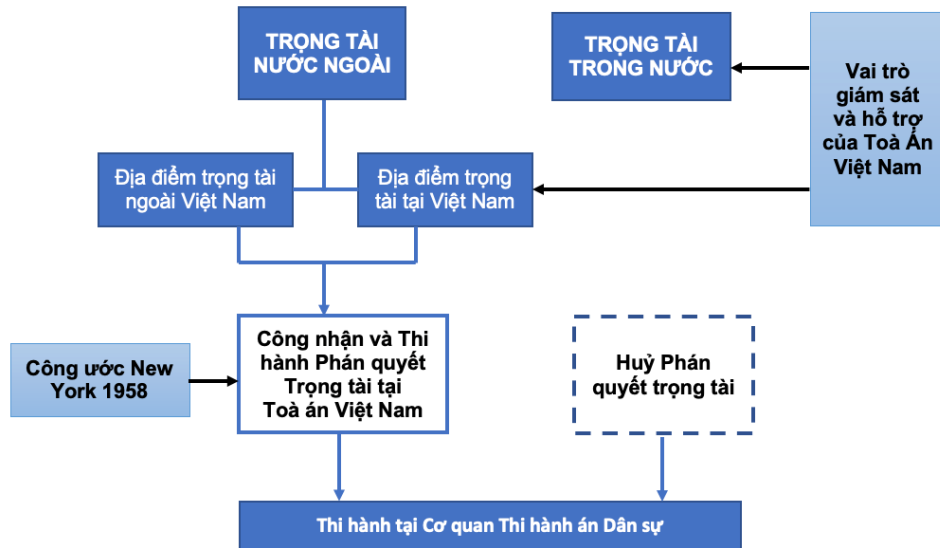 TRỌNG TÀI
NƯỚC NGOÀI
TRỌNG TÀI
TRONG NƯỚC
Vai trò
giám sát
và hỗ trợ
của Toà Án
Việt Nam
Địa điểm trọng tài
ngoài Việt Nam
Địa điểm trọng
tài tại Việt Nam
Công ước New
York 1958
Công nhận và Thi
hành Phán quyết
Trọng tài tại
Toà án Việt Nam
Huỷ Phán
quyết trọng tài
Thi hành tại Cơ quan Thi hành án Dân sự